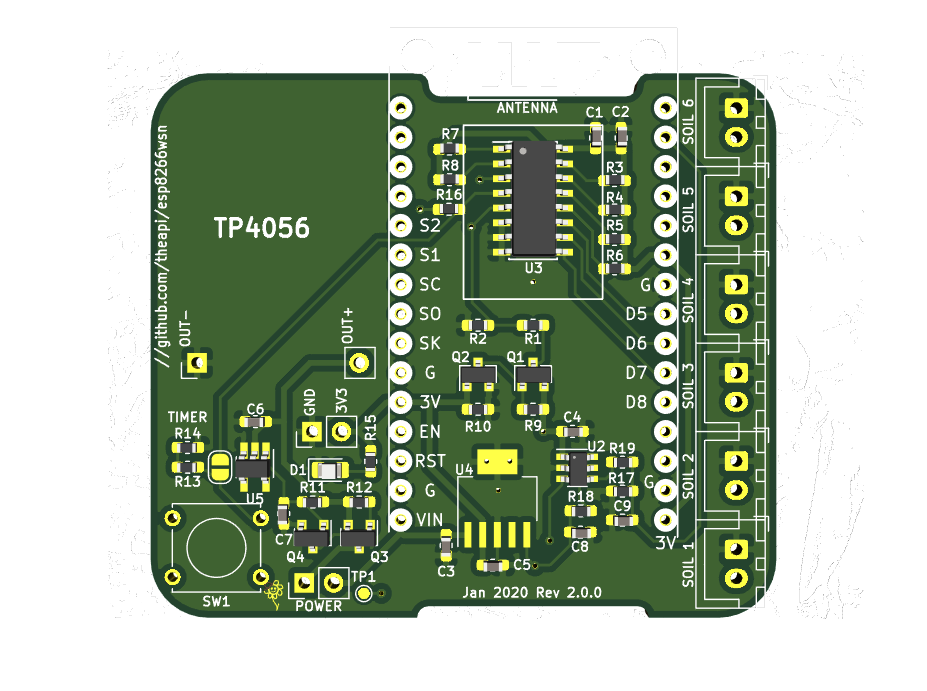 ANTENNA
C1 C2
SOIL 6
R7
R8
R3
R16
R4
SOIL 5
//github.com/theapi/esp8266wsn
TP4056
S2
R5
S1
R6
U3
SC
G
SOIL 4
SO
D5
OUT-
OUT+
R2
R1
SK
D6
Q2
Q1
G
D7
SOIL 3
GND
3V3
3V
D8
TIMER
C6
R10
R9
C4
R14
R15
EN
U2
R19
D1
RST
U4
SOIL 2
R13
R17
U5
R11
R12
G
R18
G
C7
VIN
C9
Q4
Q3
C3
C8
3V
SOIL 1
C5
TP1
SW1
POWER
Jan 2020 Rev 2.0.0